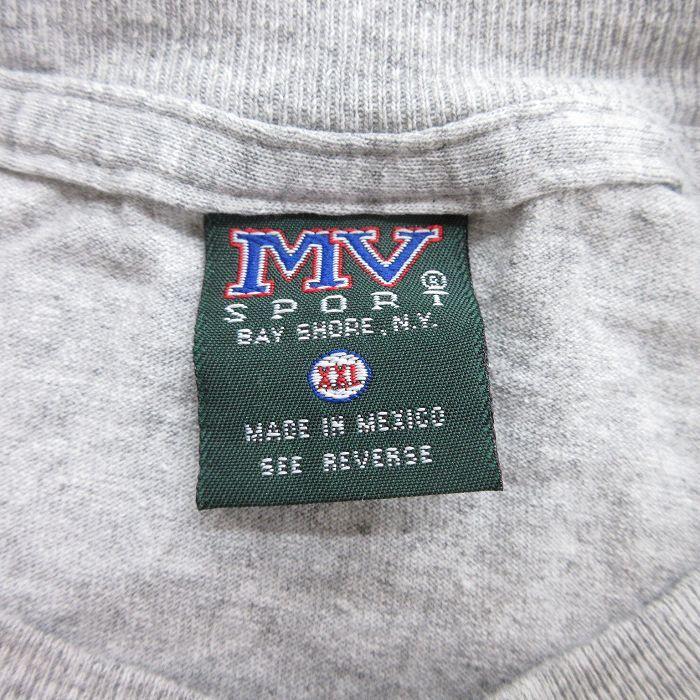 MV
SPORT®
BAY SHORE, N.Y.
XXL
MADE IN MEXICO
SEE REVERSE